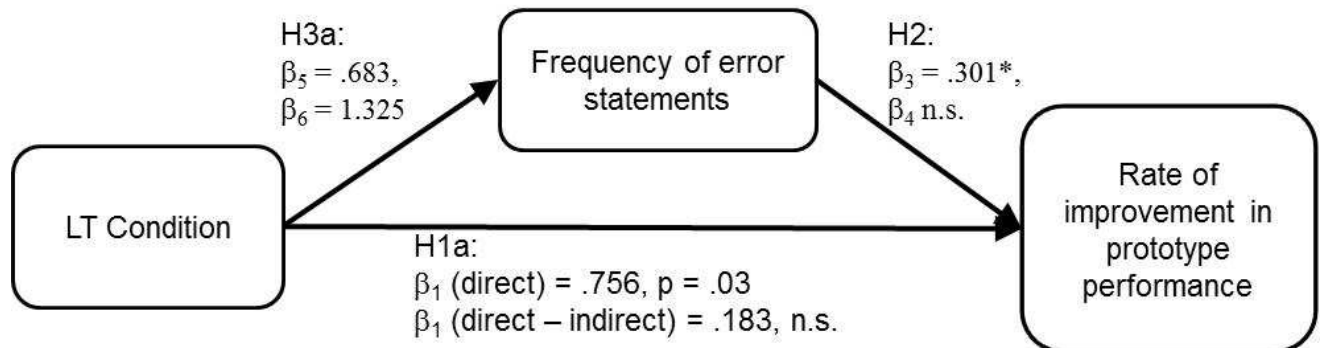 H3a:
β₅ = .683,
β₆ = 1.325
Frequency of error
statements
H2:
β₃ = .301*,
β₄ n.s.
LT Condition
Rate of
improvement in
prototype
performance
H1a:
β₁ (direct) = .756, p = .03
β₁ (direct – indirect) = .183, n.s.